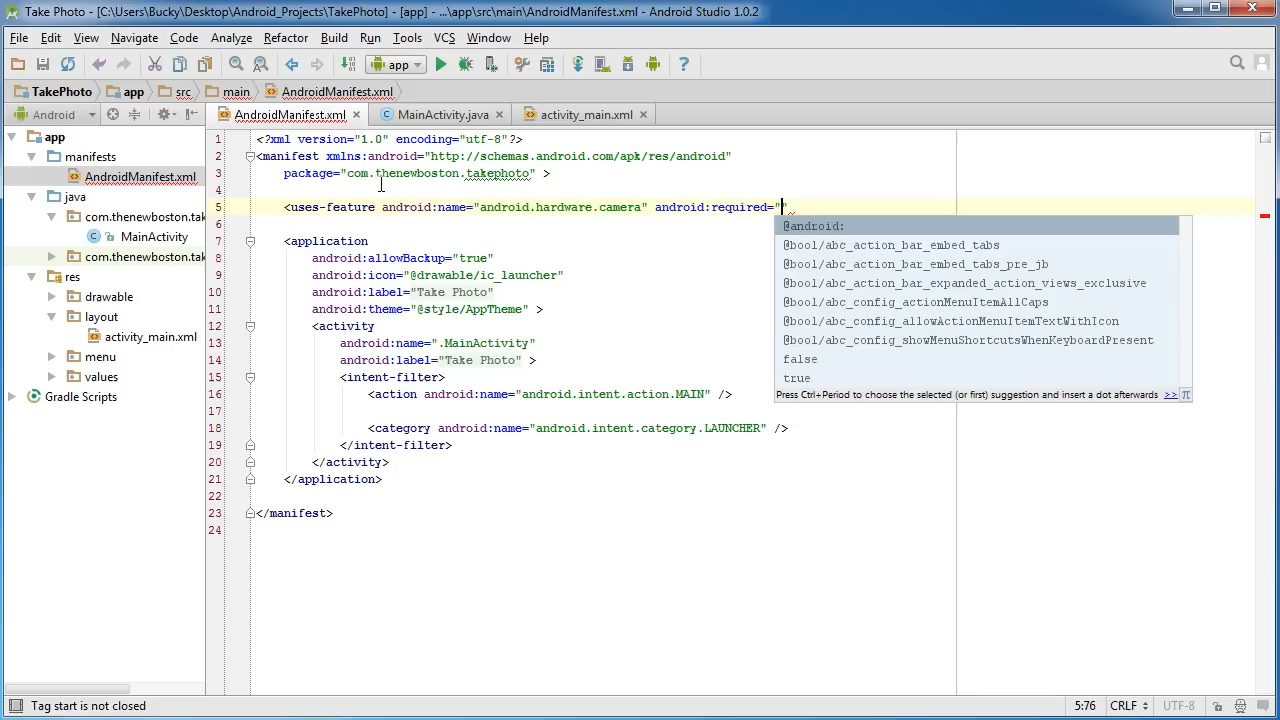 Take Photo - [C:\Users\Bucky\Desktop\Android_Projects\TakePhoto] - [app] - ...\app\src\main\AndroidManifest.xml - Android Studio 1.0.2
File Edit View Navigate Code Analyze Refactor Build Run Tools VCS Window Help
app
TakePhoto app src main AndroidManifest.xml
Android
AndroidManifest.xml MainActivity.java activity_main.xml
app
manifests
AndroidManifest.xml
java
com.thenewboston.tak
MainActivity
com.thenewboston.tak
res
drawable
layout
activity_main.xml
menu
values
Gradle Scripts
1 <?xml version="1.0" encoding="utf-8"?>
2 <manifest xmlns:android="http://schemas.android.com/apk/res/android"
3 package="com.thenewboston.takephoto" >
4
5 <uses-feature android:name="android.hardware.camera" android:required=""
6
7 <application
8 android:allowBackup="true"
9 android:icon="@drawable/ic_launcher"
10 android:label="Take Photo"
11 android:theme="@style/AppTheme" >
12 <activity
13 android:name=".MainActivity"
14 android:label="Take Photo" >
15 <intent-filter>
16 <action android:name="android.intent.action.MAIN" />
17
18 <category android:name="android.intent.category.LAUNCHER" />
19 </intent-filter>
20 </activity>
21 </application>
22
23 </manifest>
24
@android:
@bool/abc_action_bar_embed_tabs
@bool/abc_action_bar_embed_tabs_pre_jb
@bool/abc_action_bar_expanded_action_views_exclusive
@bool/abc_config_actionMenuItemAllCaps
@bool/abc_config_allowActionMenuItemTextWithIcon
@bool/abc_config_showMenuShortcutsWhenKeyboardPresent
false
true
Press Ctrl+Period to choose the selected (or first) suggestion and insert a dot afterwards >> π
Tag start is not closed 5:76 CRLF UTF-8